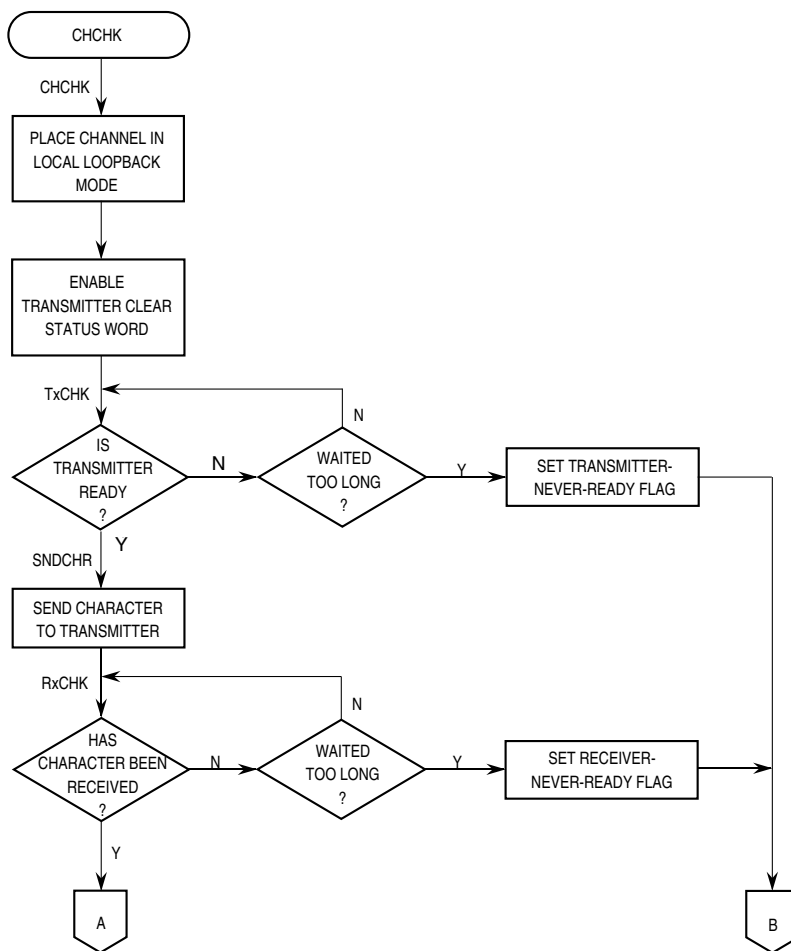 CHCHK
CHCHK
PLACE CHANNEL IN
LOCAL LOOPBACK
MODE
ENABLE
TRANSMITTER CLEAR
STATUS WORD
TxCHK
N
IS
TRANSMITTER
READY
?
N
WAITED
TOO LONG
?
Y
SET TRANSMITTER-
NEVER-READY FLAG
Y
SNDCHR
SEND CHARACTER
TO TRANSMITTER
RxCHK
N
HAS
CHARACTER BEEN
RECEIVED
?
N
WAITED
TOO LONG
?
Y
SET RECEIVER-
NEVER-READY FLAG
Y
A
B